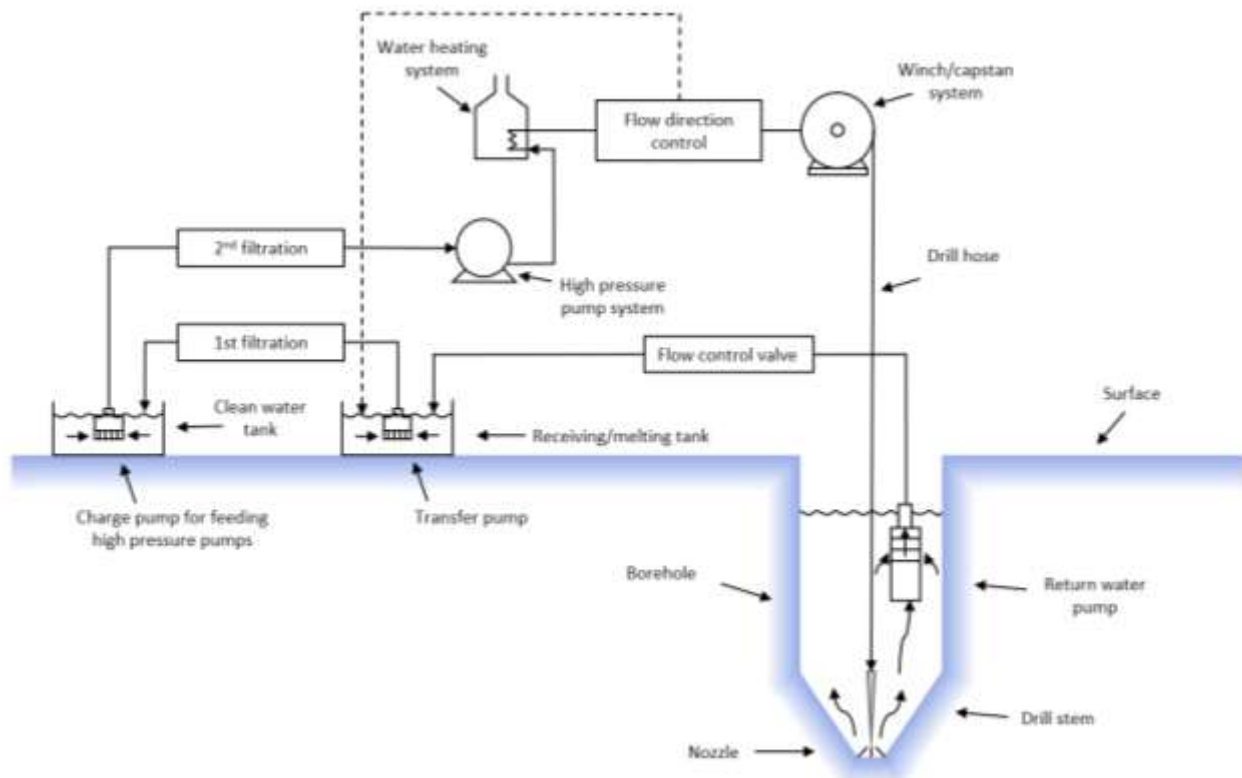 Water heating
system
Winch/capstan
system
Flow direction
control
2nd filtration
Drill hose
High pressure
pump system
1st filtration
Flow control valve
Clean water
tank
Receiving/melting tank
Surface
Charge pump for feeding
high pressure pumps
Transfer pump
Borehole
Return water
pump
Drill stem
Nozzle